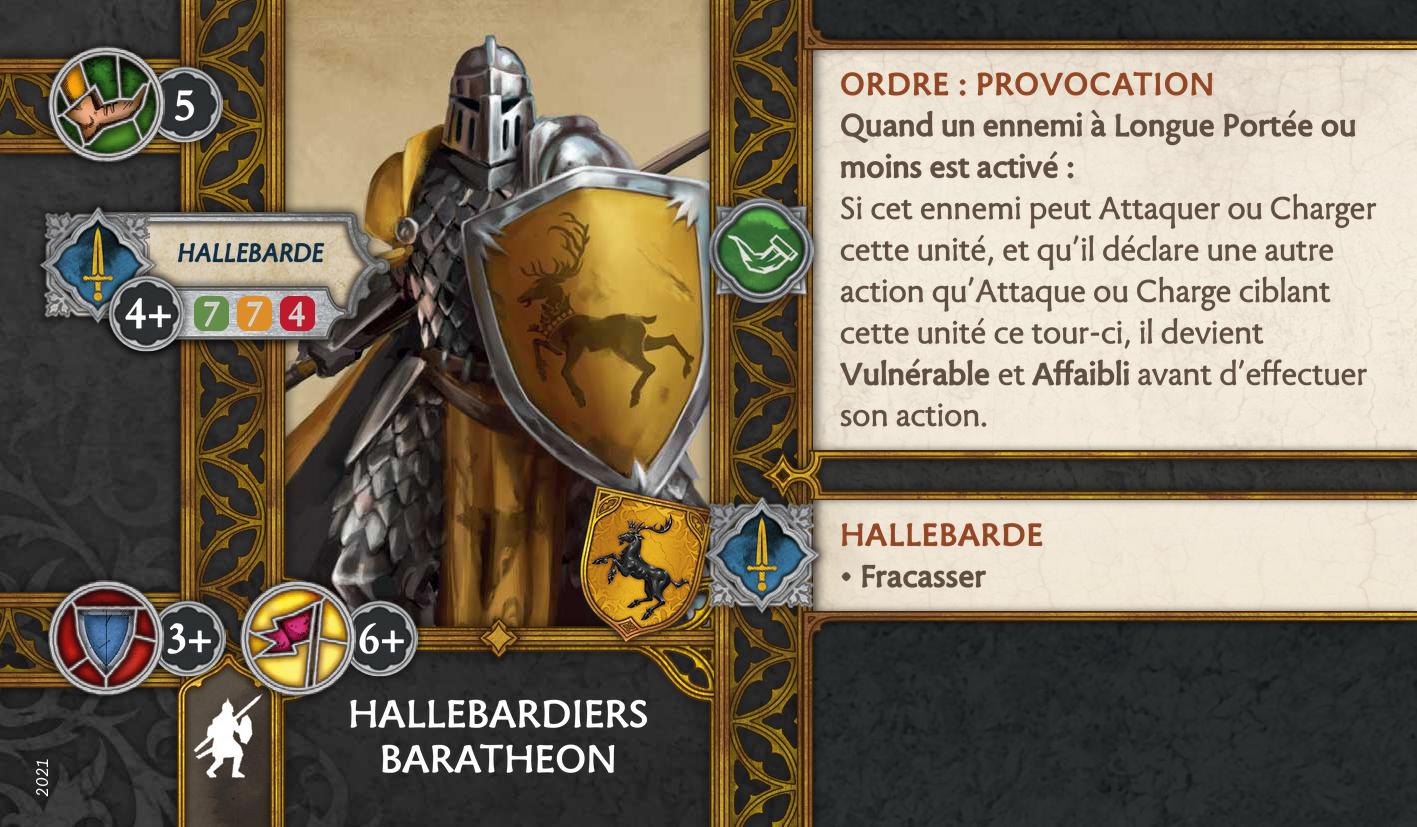 5
HALLEBARDE
4+ 7 7 4
3+ 6+
HALLEBARDIERS
BARATHEON
2021
ORDRE : PROVOCATION
Quand un ennemi à Longue Portée ou
moins est activé :
Si cet ennemi peut Attaquer ou Charger
cette unité, et qu’il déclare une autre
action qu’Attaque ou Charge ciblant
cette unité ce tour-ci, il devient
Vulnérable et Affaibli avant d’effectuer
son action.
HALLEBARDE
• Fracasser